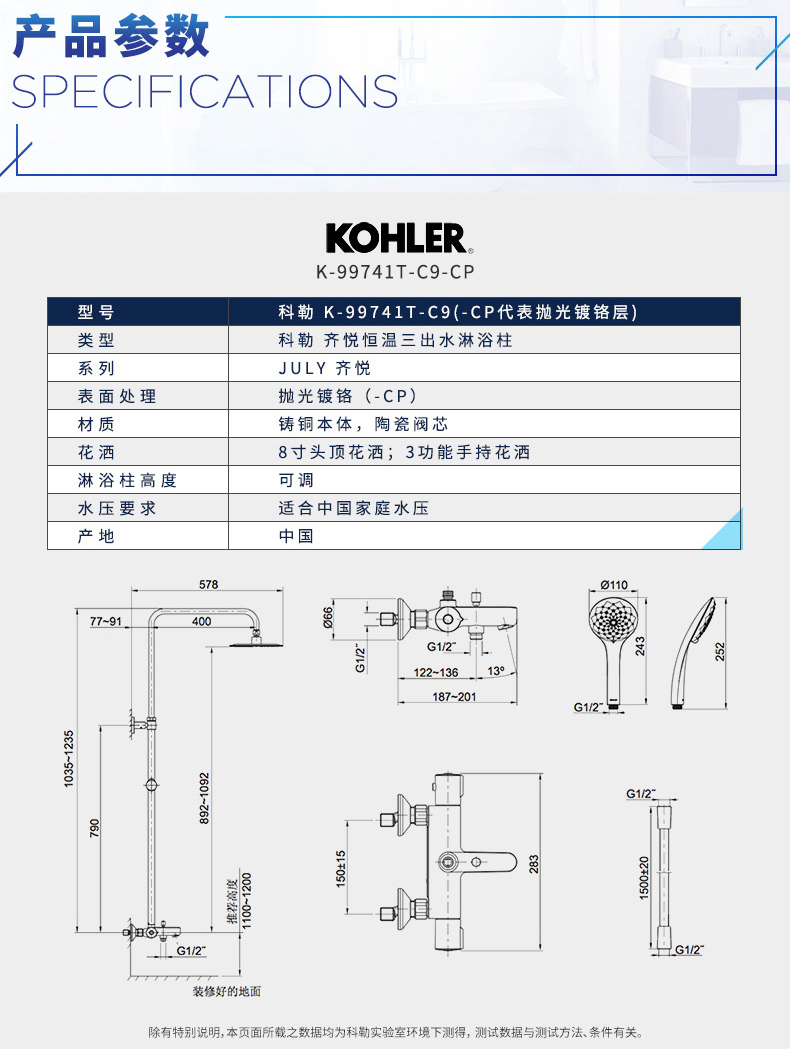 产品参数
SPECIFICATIONS
KOHLER®
K-99741T-C9-CP
型号 科勒 K-99741T-C9(-CP代表抛光镀铬层)
类型 科勒 齐悦恒温三出水淋浴柱
系列 JULY 齐悦
表面处理 抛光镀铬（-CP）
材质 铸铜本体，陶瓷阀芯
花洒 8寸头顶花洒；3功能手持花洒
淋浴柱高度 可调
水压要求 适合中国家庭水压
产地 中国
578
77~91
400
1035~1235
790
892~1092
推荐高度
1100~1200
G1/2˝
装修好的地面
Ø66
G1/2˝
G1/2˝
122~136
13°
187~201
Ø110
243
G1/2˝
252
150±15
283
G1/2˝
1500±20
G1/2˝
除有特别说明，本页面所载之数据均为科勒实验室环境下测得，测试数据与测试方法、条件有关。